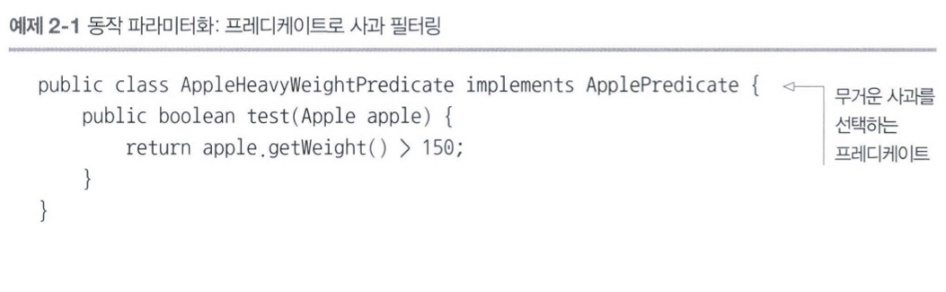 예제 2-1 동작 파라미터화: 프레디케이트로 사과 필터링
public class AppleHeavyWeightPredicate implements ApplePredicate {
public boolean test(Apple apple) {
return apple.getWeight() > 150;
}
}
무거운 사과를
선택하는
프레디케이트